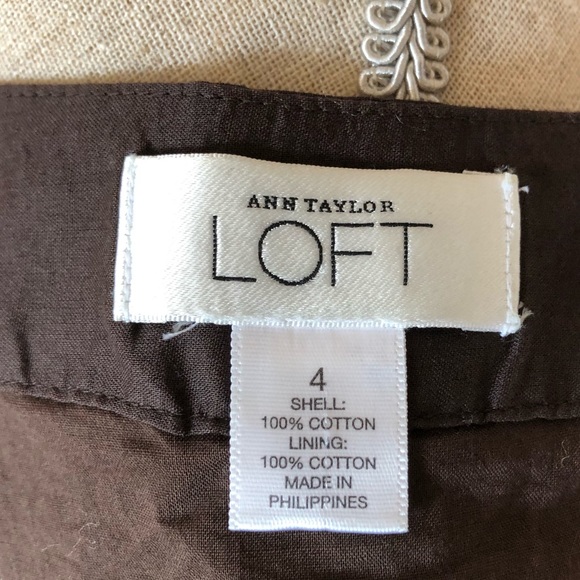 ANN TAYLOR
LOFT
4
SHELL:
100% COTTON
LINING:
100% COTTON
MADE IN
PHILIPPINES